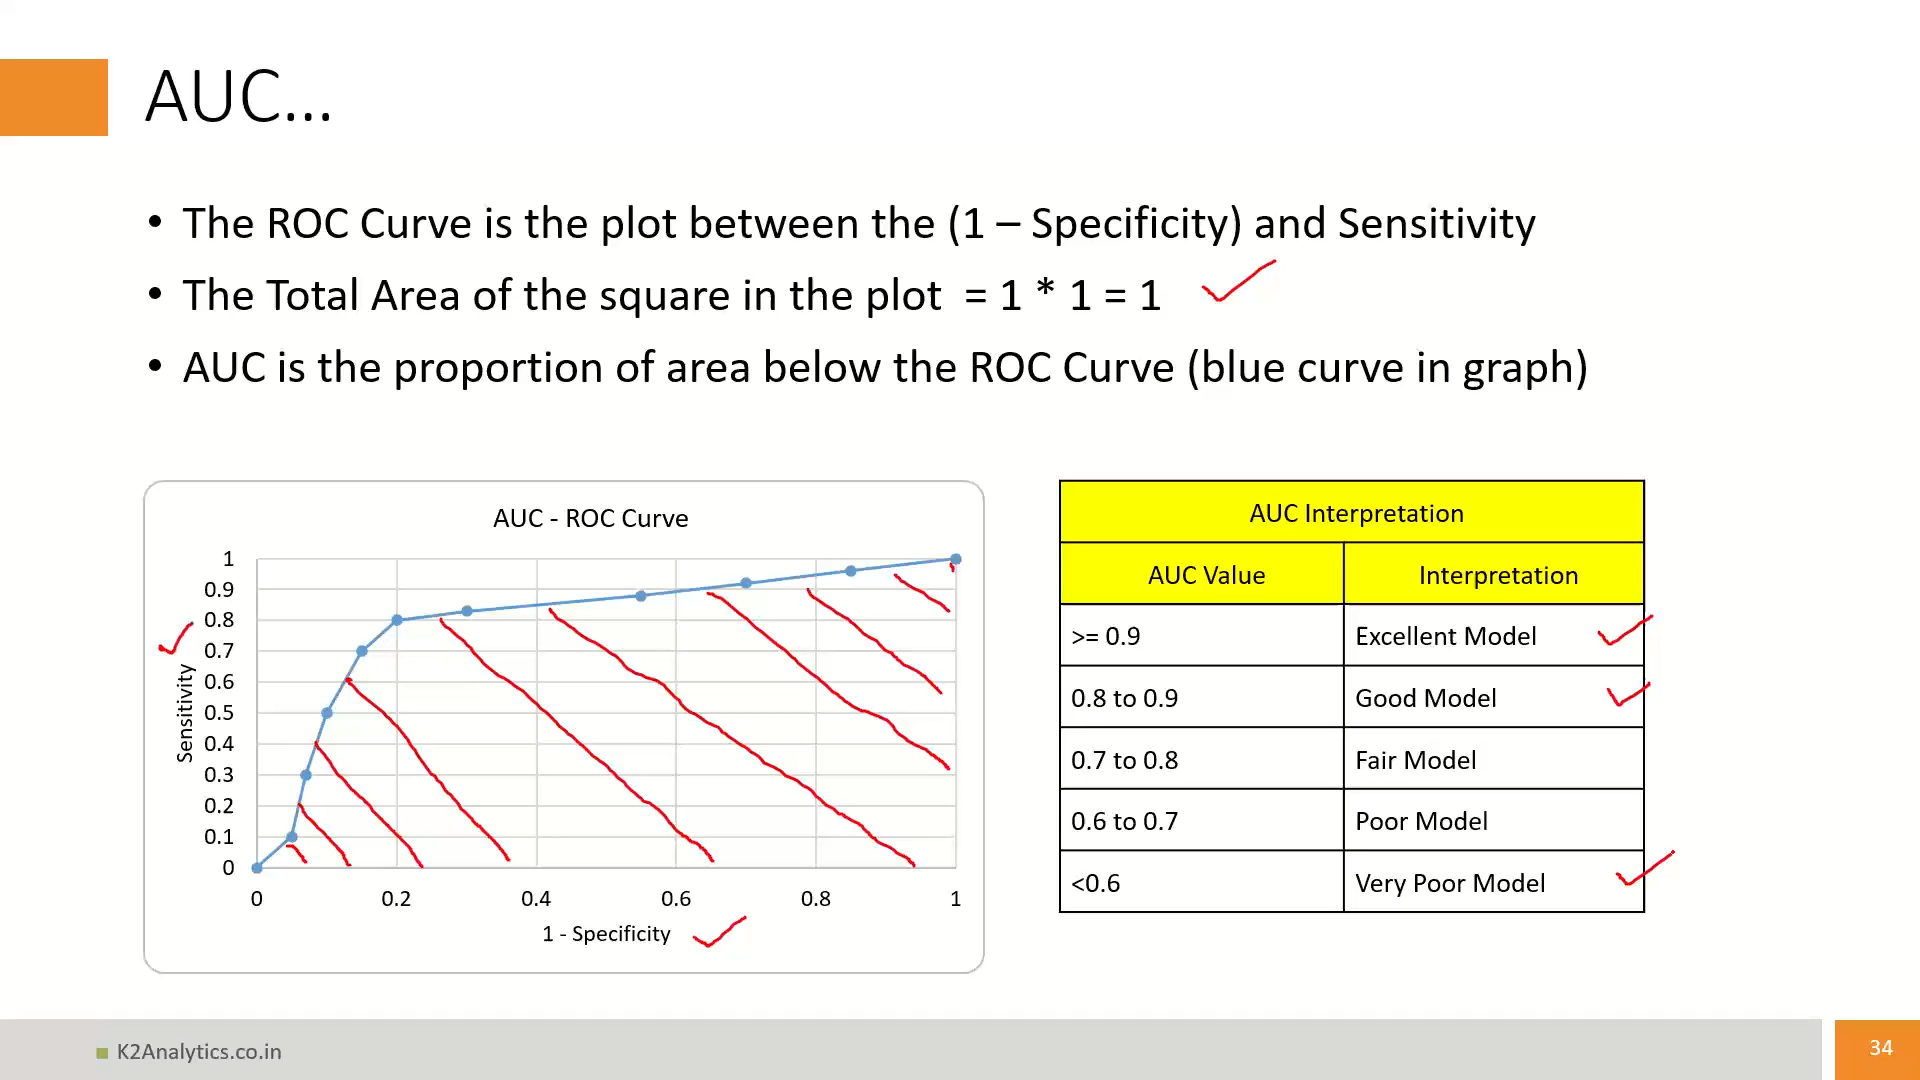 AUC...
• The ROC Curve is the plot between the (1 – Specificity) and Sensitivity
• The Total Area of the square in the plot = 1 * 1 = 1
• AUC is the proportion of area below the ROC Curve (blue curve in graph)
AUC - ROC Curve
1
0.9
0.8
0.7
0.6
0.5
0.4
0.3
0.2
0.1
0
Sensitivity
0 0.2 0.4 0.6 0.8 1
1 - Specificity
AUC Interpretation
AUC Value Interpretation
>= 0.9 Excellent Model
0.8 to 0.9 Good Model
0.7 to 0.8 Fair Model
0.6 to 0.7 Poor Model
<0.6 Very Poor Model
K2Analytics.co.in
34